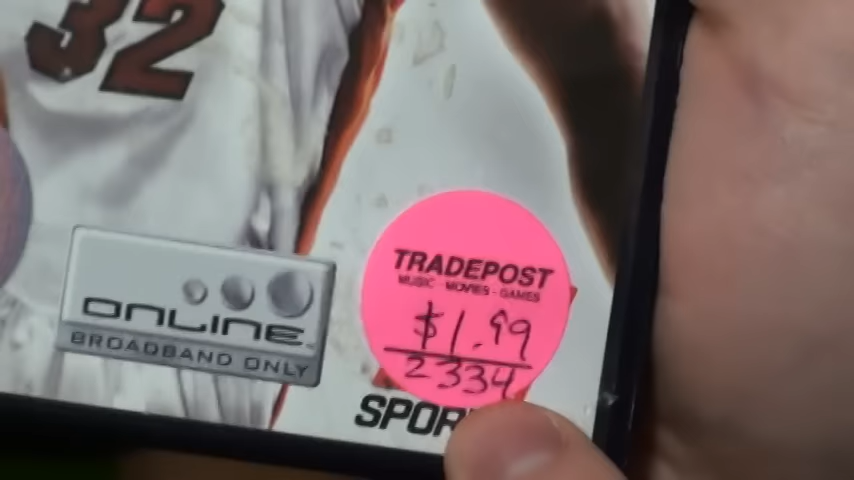 32
ONLINE
BROADBAND ONLY
TRADEPOST
MUSIC - MOVIES - GAMES
$1.99
2334
SPOR